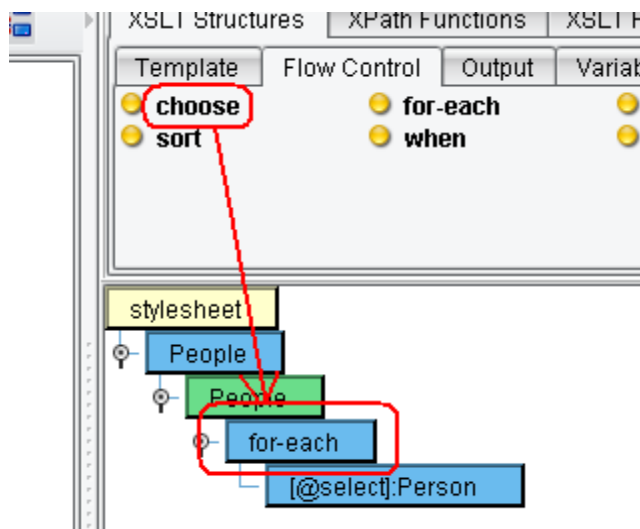 XSLT Structures XPath Functions XSLT
Template Flow Control Output
choose for-each
sort when
stylesheet
People
People
for-each
[@select]:Person